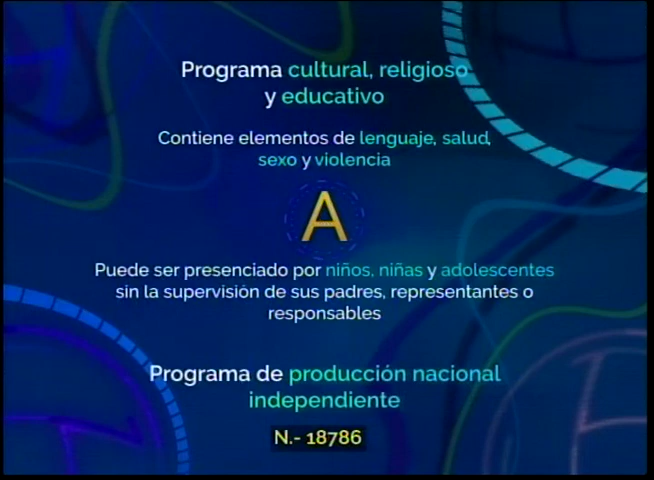 Programa cultural, religioso
y educativo
Contiene elementos de lenguaje, salud,
sexo y violencia
A
Puede ser presenciado por niños, niñas y adolescentes
sin la supervisión de sus padres, representantes o
responsables
Programa de producción nacional
independiente
N.- 18786